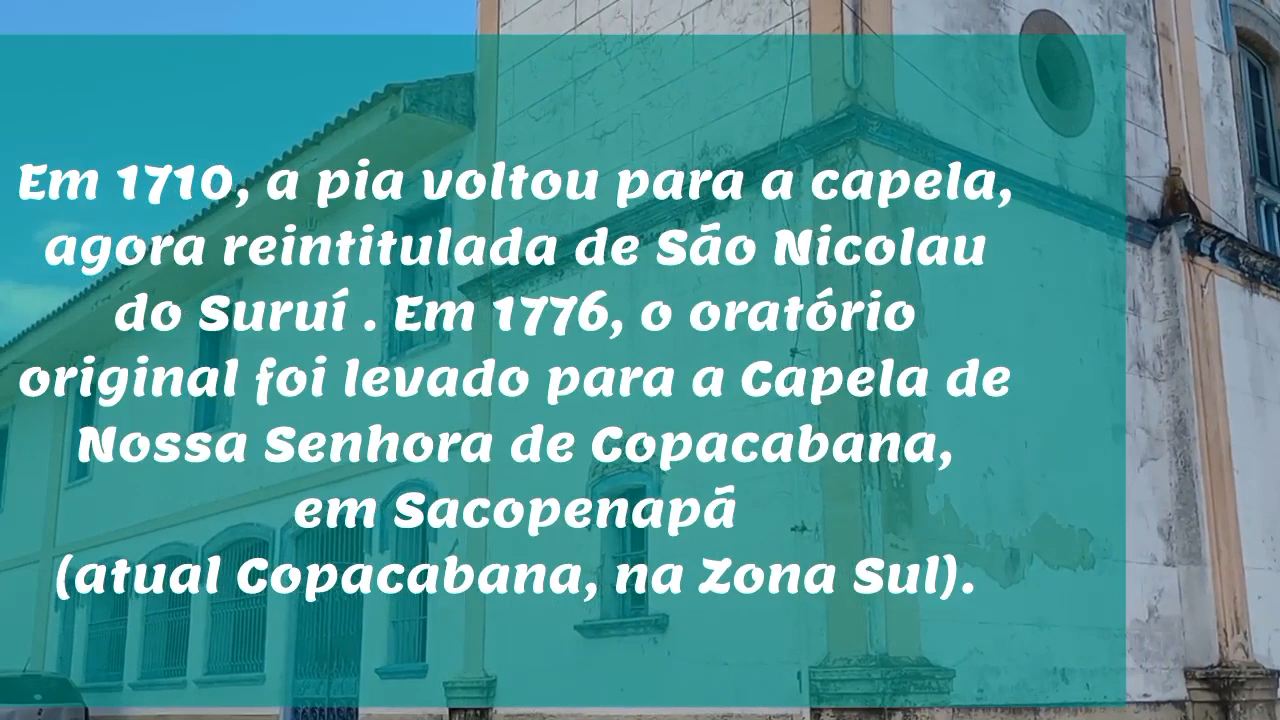 Em 1710, a pia voltou para a capela,
agora reintitulada de São Nicolau
do Suruí . Em 1776, o oratório
original foi levado para a Capela de
Nossa Senhora de Copacabana,
em Sacopenapã
(atual Copacabana, na Zona Sul).